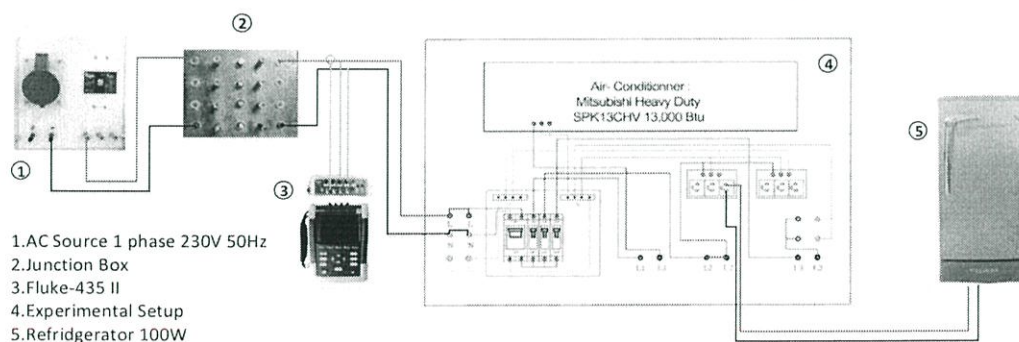 ②
④
Air- Conditionner :
Mitsubishi Heavy Duty
SPK13CHV 13,000 Btu
⑤
①
③
1.AC Source 1 phase 230V 50Hz
2.Junction Box
3.Fluke-435 II
4.Experimental Setup
5.Refridgerator 100W